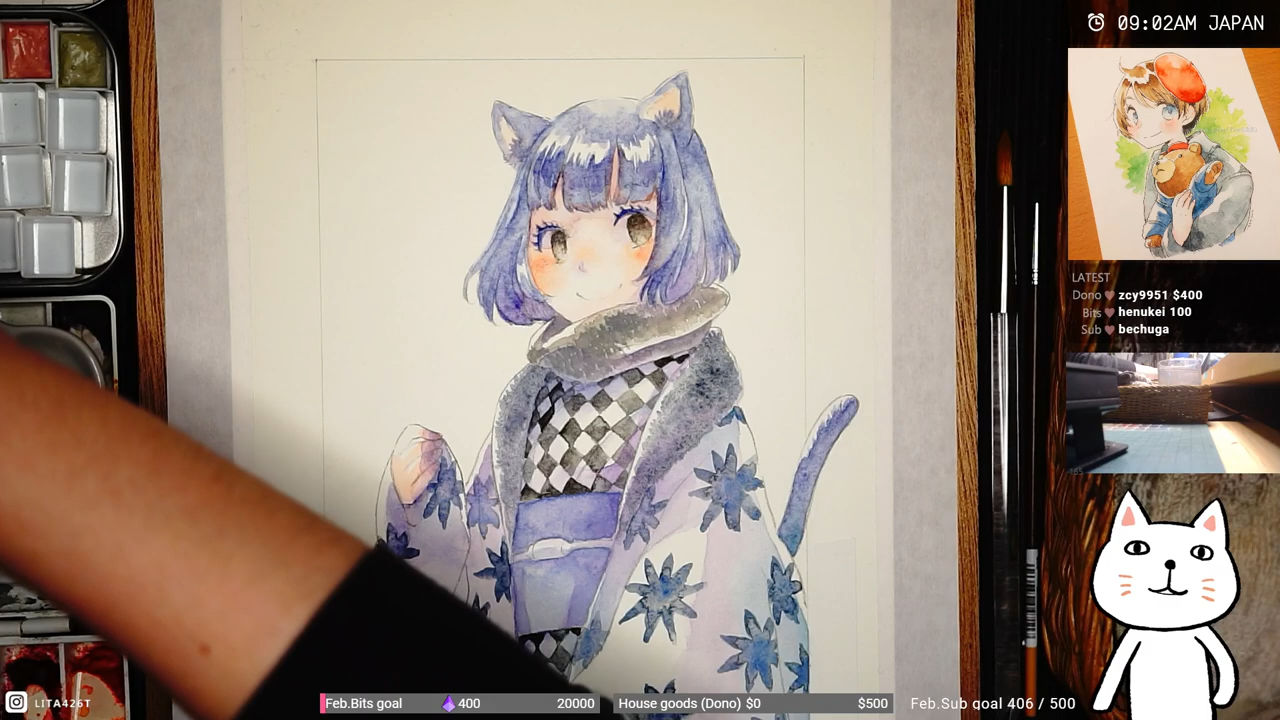 09:02AM JAPAN
LATEST
Dono ♥ zcy9951 $400
Bits ♥ henukei 100
Sub ♥ bechuga
LITA426T
Feb.Bits goal 400 20000
House goods (Dono) $0 $500
Feb.Sub goal 406 / 500